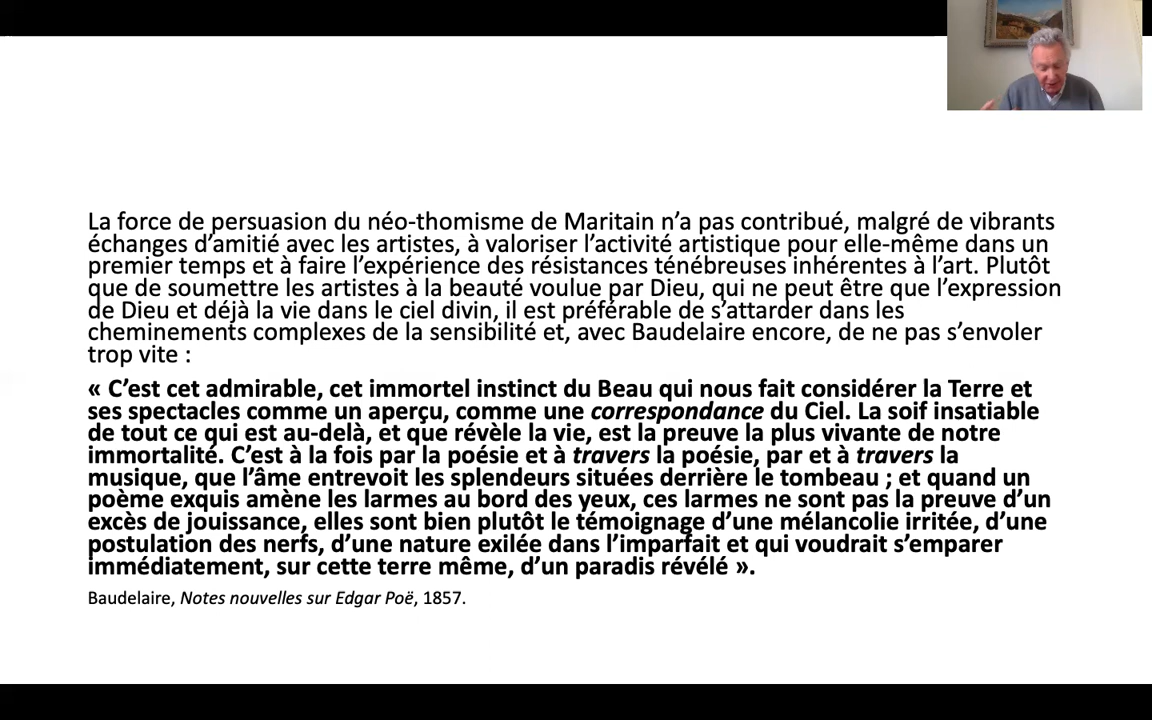 La force de persuasion du néo-thomisme de Maritain n’a pas contribué, malgré de vibrants
échanges d’amitié avec les artistes, à valoriser l’activité artistique pour elle-même dans un
premier temps et à faire l’expérience des résistances ténébreuses inhérentes à l’art. Plutôt
que de soumettre les artistes à la beauté voulue par Dieu, qui ne peut être que l’expression
de Dieu et déjà la vie dans le ciel divin, il est préférable de s’attarder dans les
cheminements complexes de la sensibilité et, avec Baudelaire encore, de ne pas s’envoler
trop vite :
« C’est cet admirable, cet immortel instinct du Beau qui nous fait considérer la Terre et
ses spectacles comme un aperçu, comme une correspondance du Ciel. La soif insatiable
de tout ce qui est au-delà, et que révèle la vie, est la preuve la plus vivante de notre
immortalité. C’est à la fois par la poésie et à travers la poésie, par et à travers la
musique, que l’âme entrevoit les splendeurs situées derrière le tombeau ; et quand un
poème exquis amène les larmes au bord des yeux, ces larmes ne sont pas la preuve d’un
excès de jouissance, elles sont bien plutôt le témoignage d’une mélancolie irritée, d’une
postulation des nerfs, d’une nature exilée dans l’imparfait et qui voudrait s’emparer
immédiatement, sur cette terre même, d’un paradis révélé ».
Baudelaire, Notes nouvelles sur Edgar Poë, 1857.